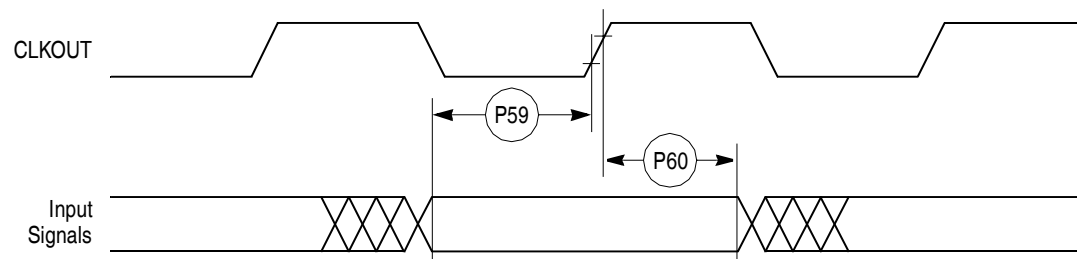 CLKOUT
P59
P60
Input
Signals